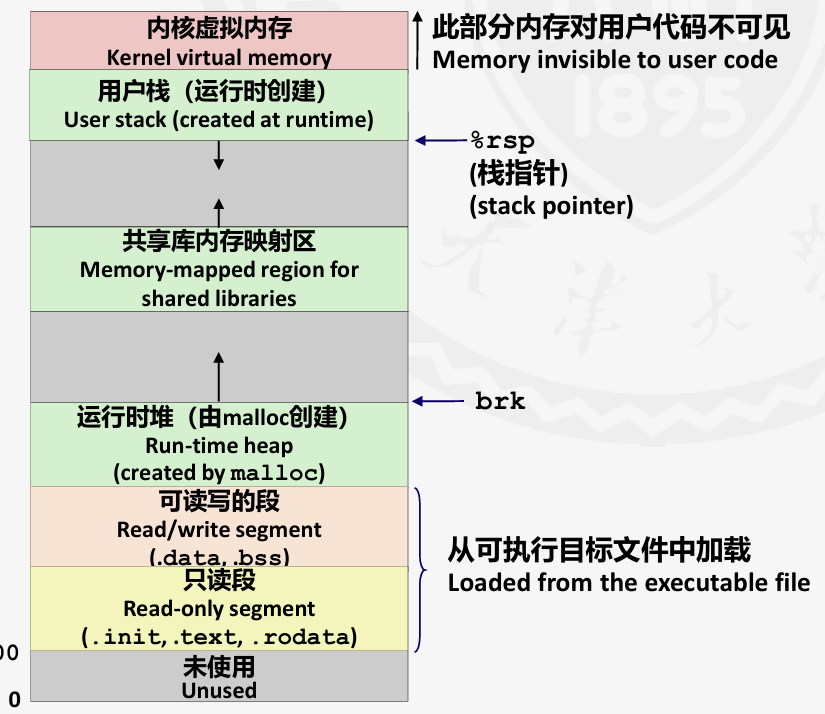 内核虚拟内存
Kernel virtual memory
此部分内存对用户代码不可见
Memory invisible to user code
用户栈（运行时创建）
User stack (created at runtime)
1895
%rsp
(栈指针)
(stack pointer)
共享库内存映射区
Memory-mapped region for
shared libraries
brk
运行时堆（由malloc创建）
Run-time heap
(created by malloc)
可读写的段
Read/write segment
(.data, .bss)
从可执行目标文件中加载
Loaded from the executable file
只读段
Read-only segment
(.init, .text, .rodata)
00
未使用
Unused
0